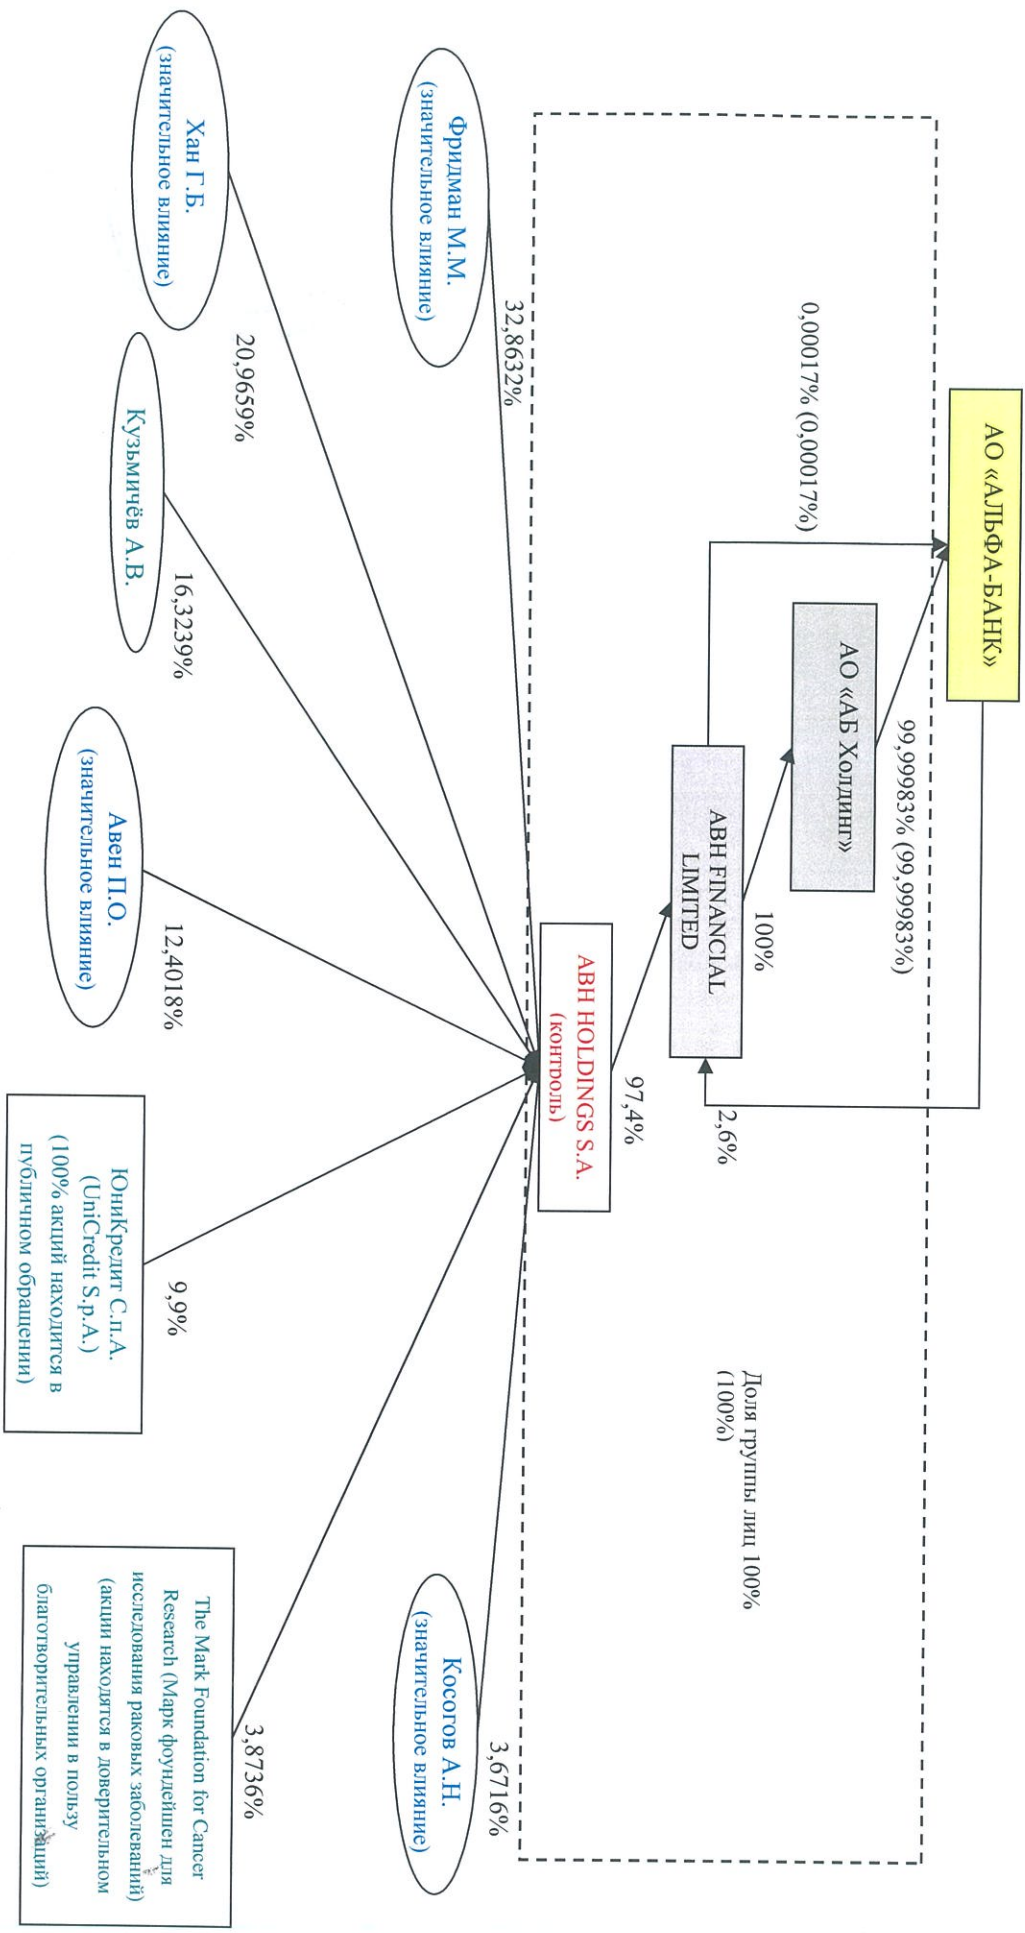 АО «АЛЬФА-БАНК»
0,00017% (0,00017%)
99,99983% (99,99983%)
АО «АБ Холдинг»
100%
ABH FINANCIAL
LIMITED
2,6%
97,4%
Доля группы лиц 100%
(100%)
ABH HOLDINGS S.A.
(контроль)
32,8632%
3,6716%
Фридман М.М.
(значительное влияние)
Косогов А.Н.
(значительное влияние)
20,9659%
3,8736%
Хан Г.Б.
(значительное влияние)
16,3239%
Кузьмичёв А.В.
12,4018%
Авен П.О.
(значительное влияние)
9,9%
ЮниКредит С.п.А.
(UniCredit S.p.A.)
(100% акций находится в
публичном обращении)
The Mark Foundation for Cancer
Research (Марк фоундейшен для
исследования раковых заболеваний)
(акции находятся в доверительном
управлении в пользу
благотворительных организаций)